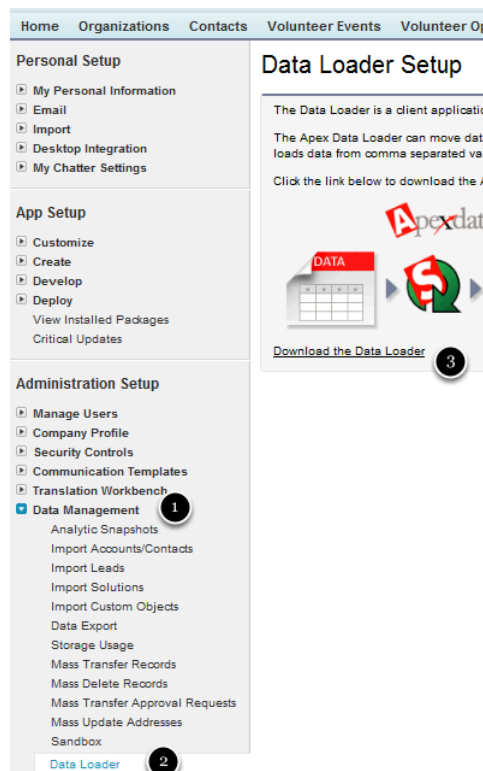 Home Organizations Contacts Volunteer Events Volunteer Op
Personal Setup
My Personal Information
Email
Import
Desktop Integration
My Chatter Settings
App Setup
Customize
Create
Develop
Deploy
View Installed Packages
Critical Updates
Administration Setup
Manage Users
Company Profile
Security Controls
Communication Templates
Translation Workbench
Data Management
1
Analytic Snapshots
Import Accounts/Contacts
Import Leads
Import Solutions
Import Custom Objects
Data Export
Storage Usage
Mass Transfer Records
Mass Delete Records
Mass Transfer Approval Requests
Mass Update Addresses
Sandbox
Data Loader
2
Data Loader Setup
The Data Loader is a client applicatio
The Apex Data Loader can move dat
loads data from comma separated va
Click the link below to download the A
Apexdat
DATA
S
Download the Data Loader
3